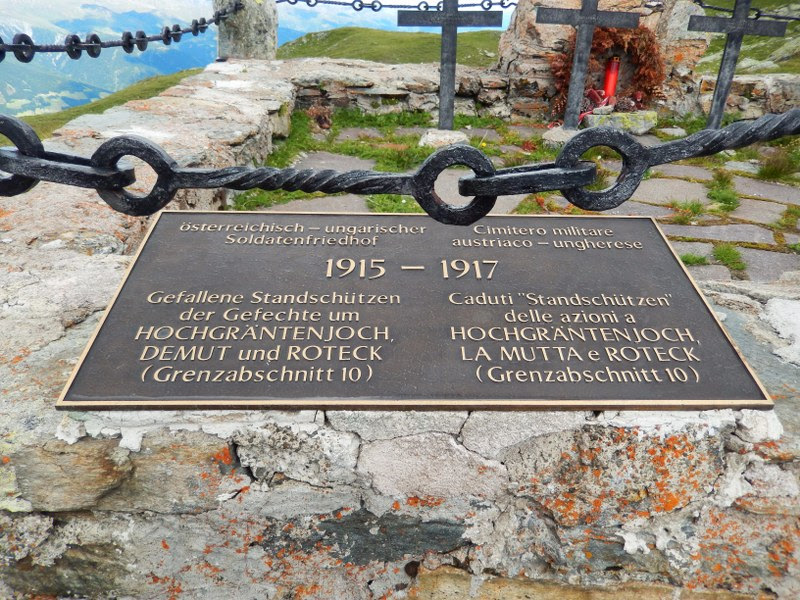 österreichisch – ungarischer
Soldatenfriedhof
Cimitero militare
austriaco – ungherese
1915 – 1917
Gefallene Standschützen
der Gefechte um
HOCHGRÄNTENJOCH,
DEMUT und ROTECK
(Grenzabschnitt 10)
Caduti "Standschützen"
delle azioni a
HOCHGRÄNTENJOCH,
LA MUTTA e ROTECK
(Grenzabschnitt 10)